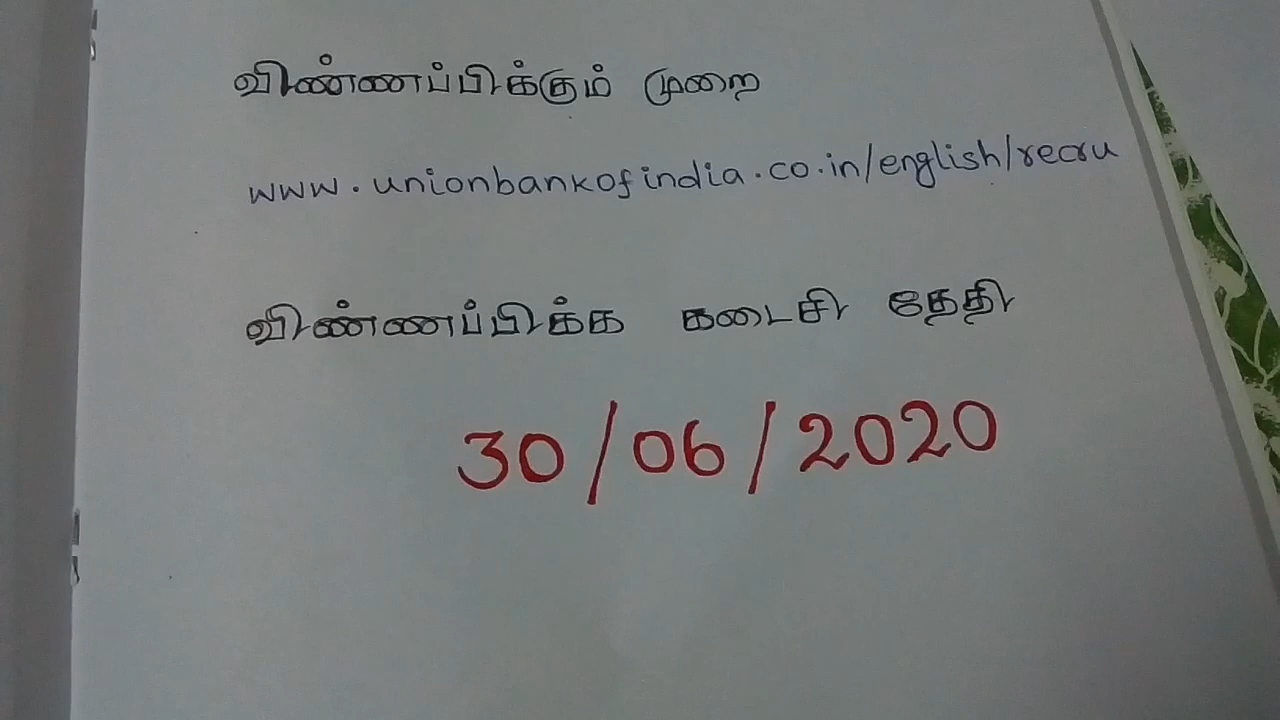 விண்ணப்பிக்கும் முறை
www.unionbankofindia.co.in/english/recru
விண்ணப்பிக்க கடைசி தேதி
30/06/2020